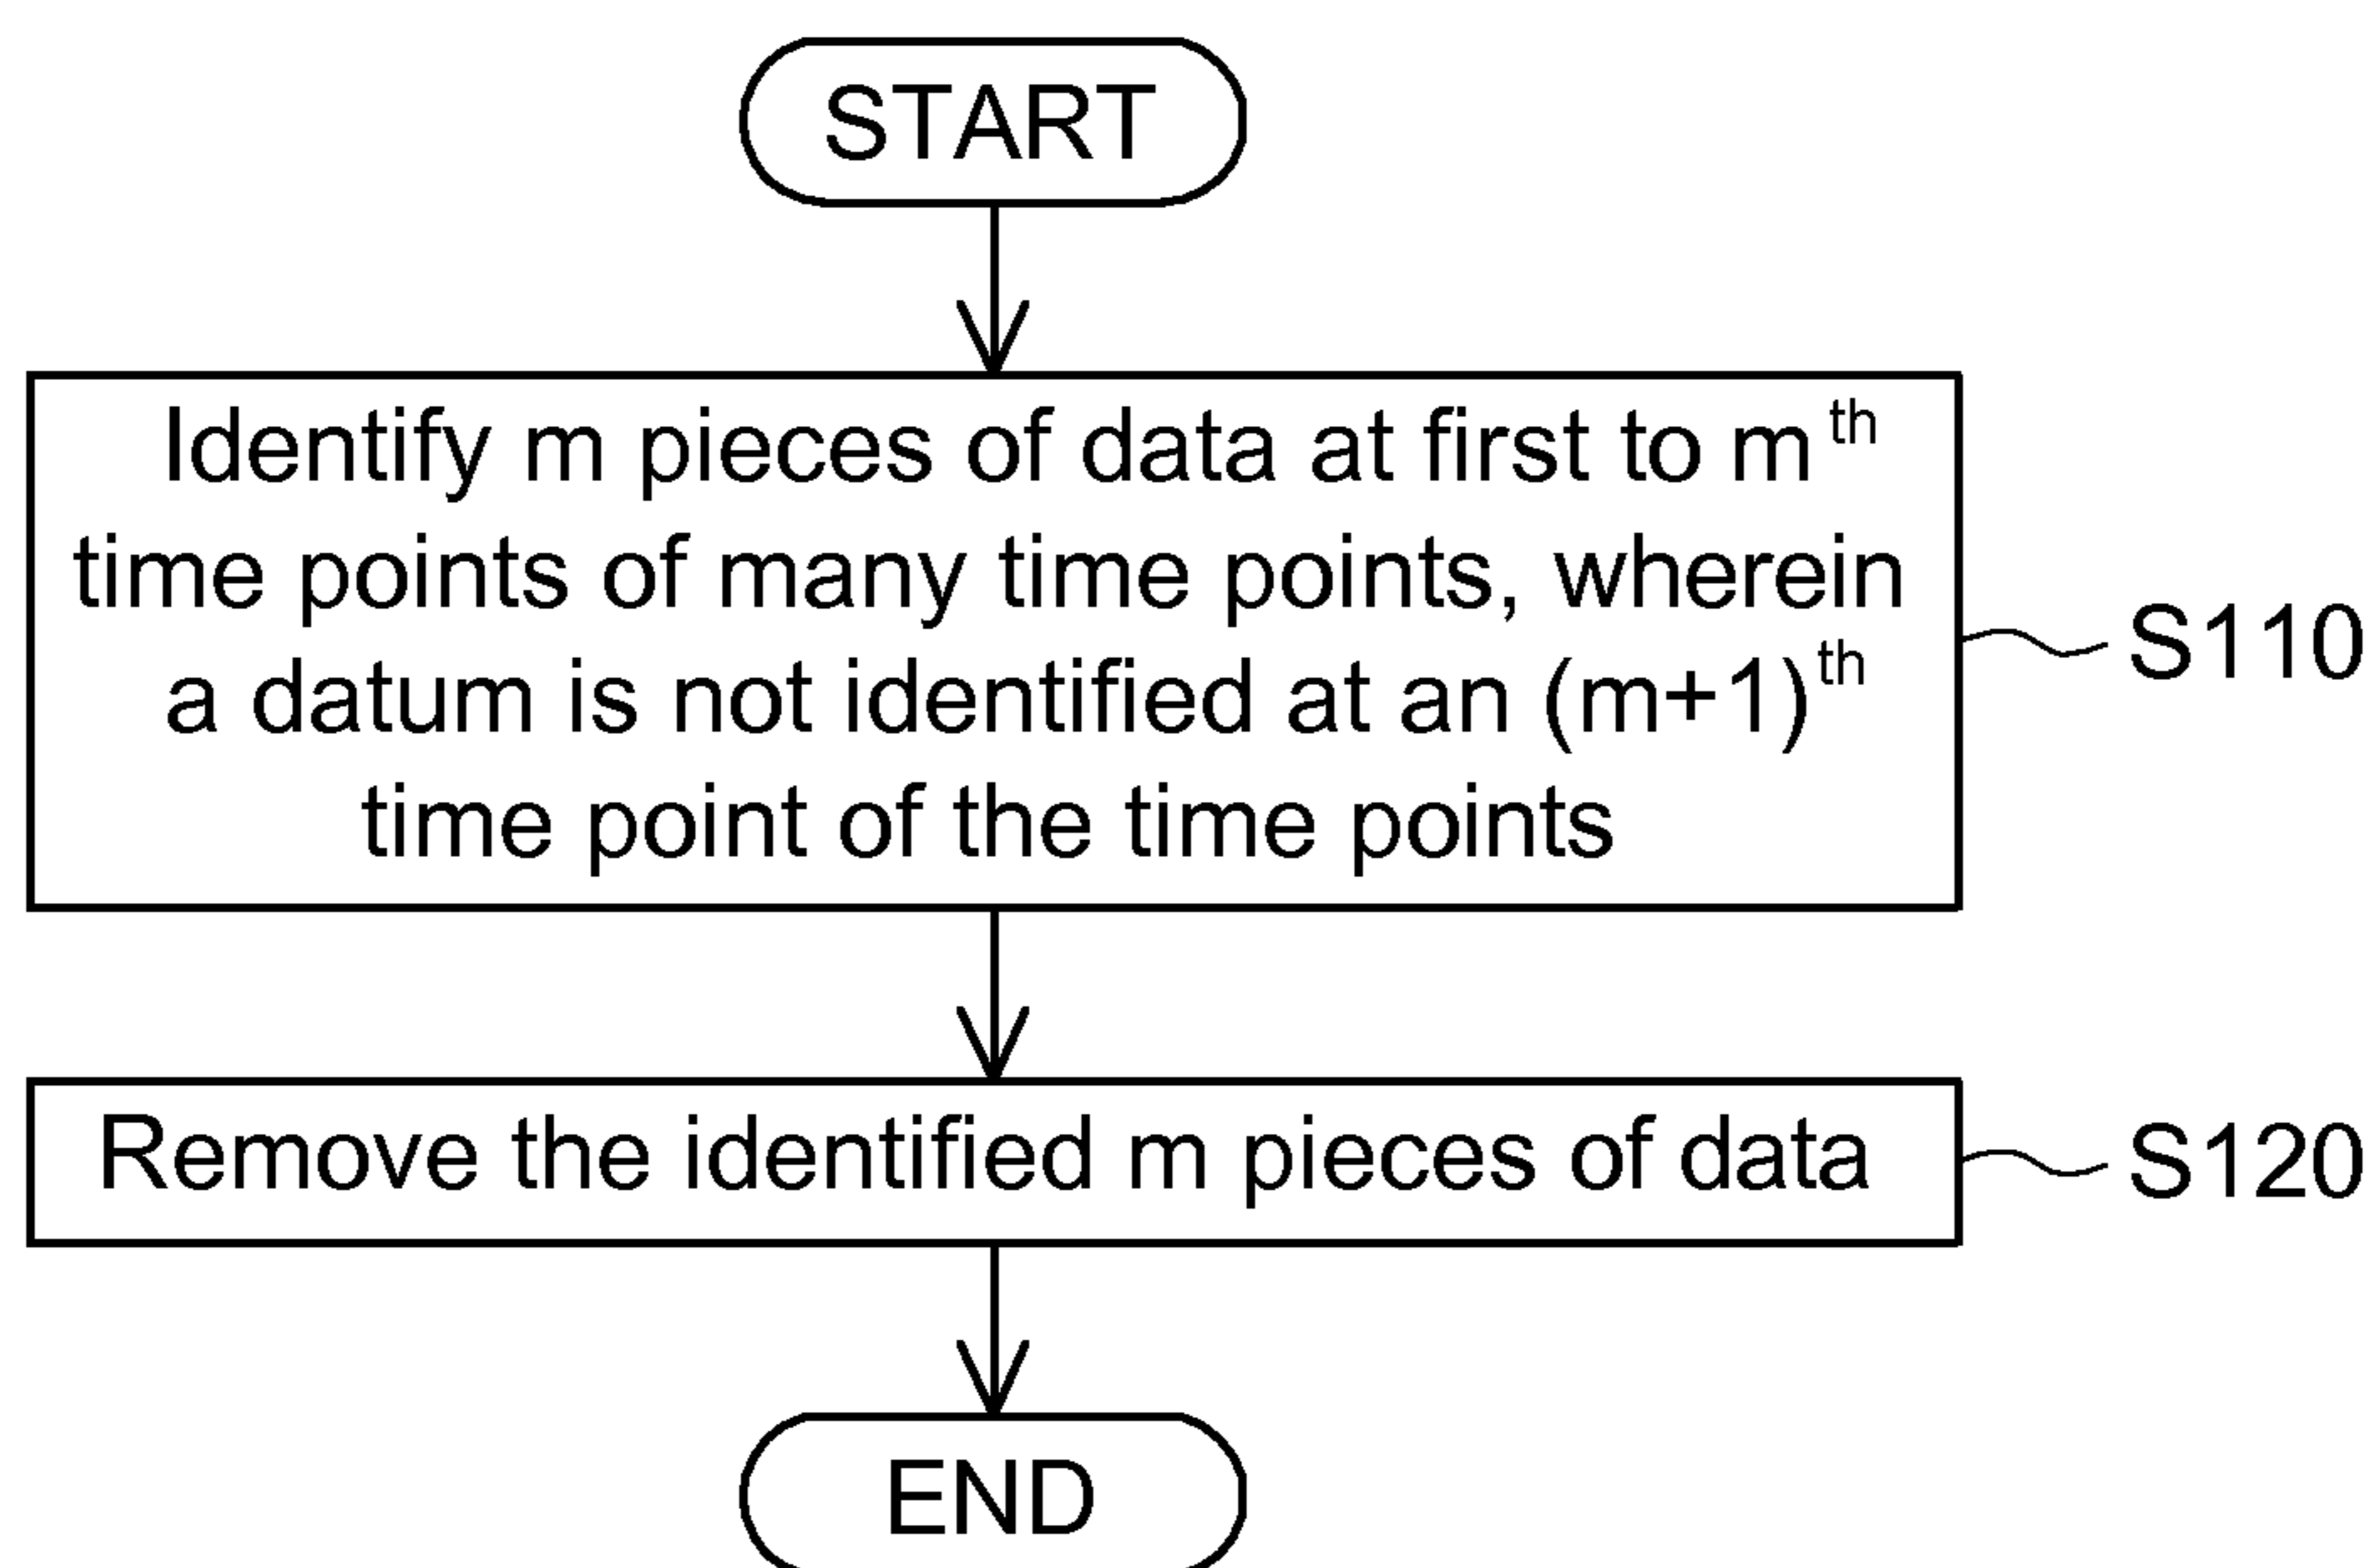 START
Identify m pieces of data at first to m th
time points of many time points, wherein
a datum is not identified at an (m+1) th
time point of the time points
S110
Remove the identified m pieces of data
S120
END